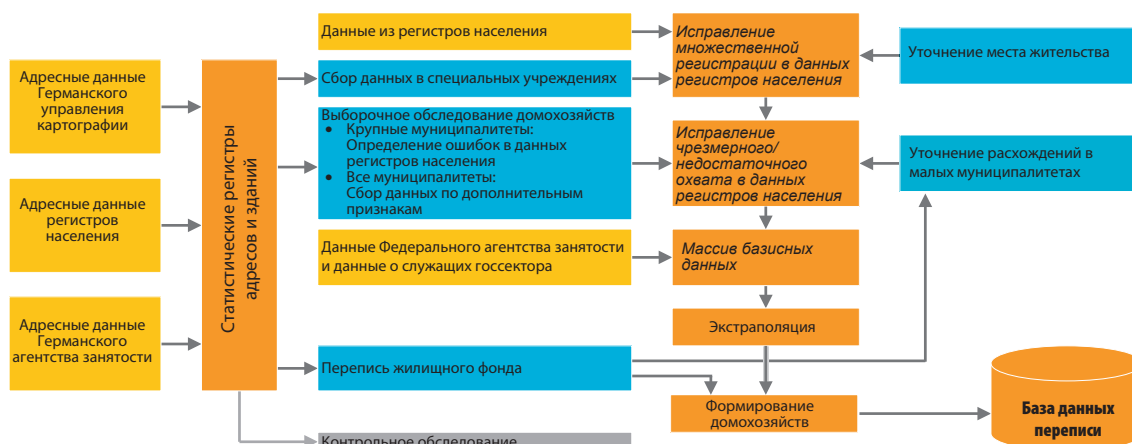 Адресные данные
Германского
управления
картографии
Адресные данные
регистров
населения
Адресные данные
Германского
агентства занятости
Статистические регистры
адресов и зданий
Данные из регистров населения
Сбор данных в специальных учреждениях
Выборочное обследование домохозяйств
• Крупные муниципалитеты:
Определение ошибок в данных
регистров населения
• Все муниципалитеты:
Сбор данных по дополнительным
признакам
Данные Федерального агентства занятости
и данные о служащих госсектора
Перепись жилищного фонда
Контрольное обследование
Исправление
множественной
регистрации в данных
регистров населения
Исправление
чрезмерного/
недостаточного
охвата в данных
регистров населения
Массив базисных
данных
Экстраполяция
Формирование
домохозяйств
Уточнение места жительства
Уточнение расхождений в
малых муниципалитетах
База данных
переписи